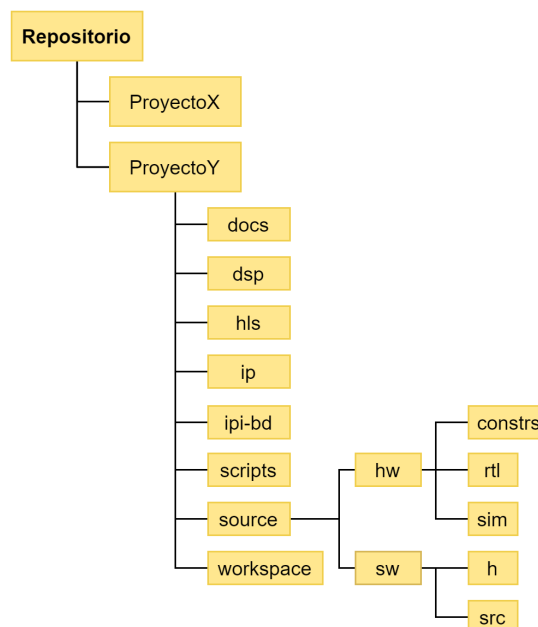 Repositorio
ProyectoX
ProyectoY
docs
dsp
hls
ip
ipi-bd
scripts
source
workspace
hw
constrs
rtl
sim
sw
h
src